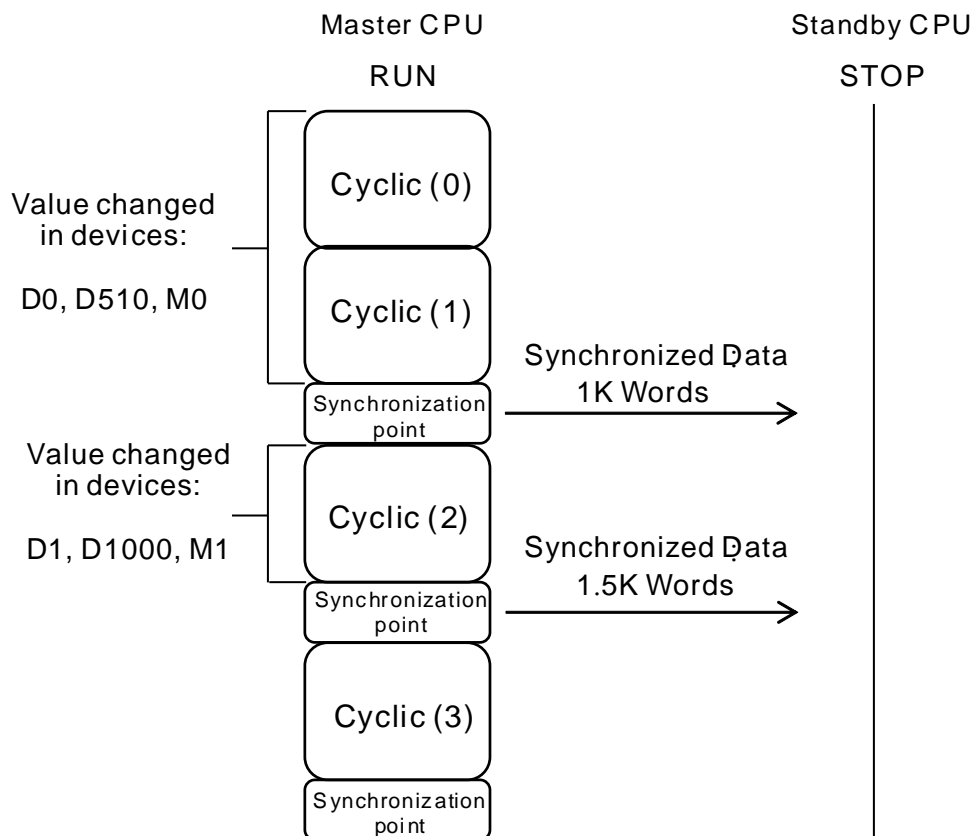 Master CPU
Standby CPU
RUN
STOP
Cyclic (0)
Value changed
in devices:
D0, D510, M0
Cyclic (1)
Synchronized Data
1K Words
Synchronization
point
Value changed
in devices:
D1, D1000, M1
Cyclic (2)
Synchronized Data
1.5K Words
Synchronization
point
Cyclic (3)
Synchronization
point